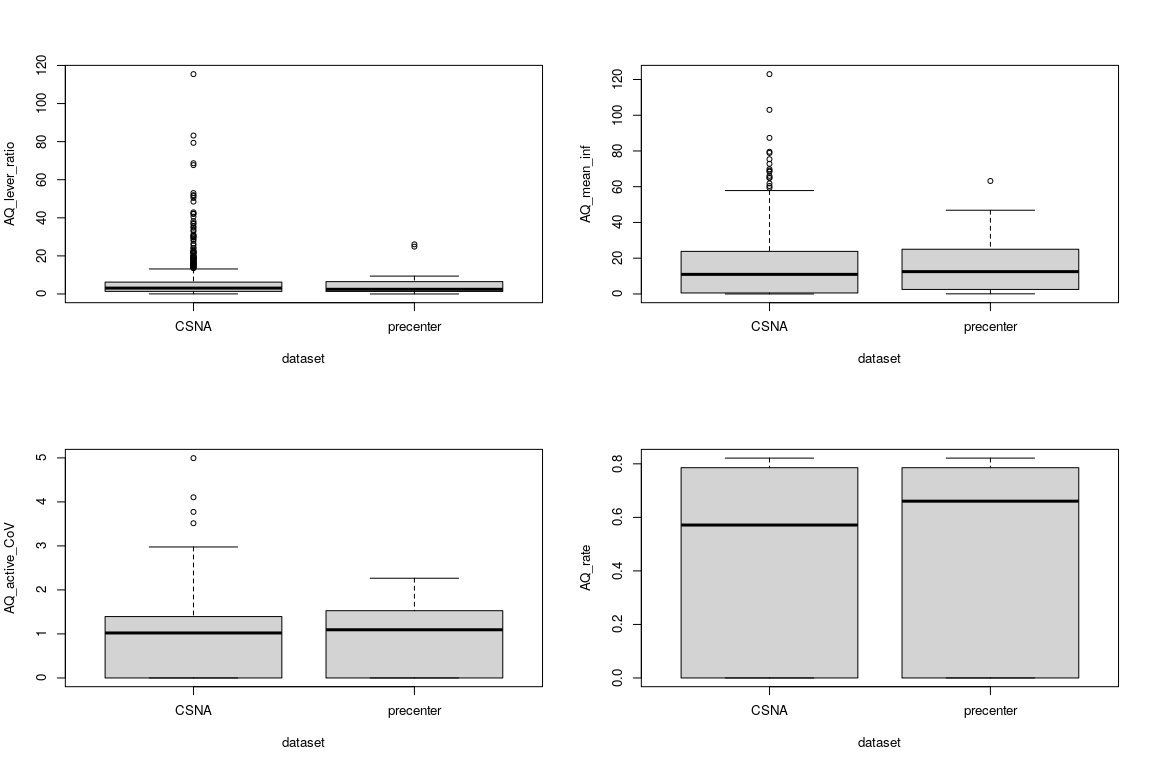 AQ_lever_ratio
0 20 40 60 80 100 120
CSNA precenter
dataset
AQ_mean_inf
0 20 40 60 80 100 120
CSNA precenter
dataset
AQ_active_CoV
0 1 2 3 4 5
CSNA precenter
dataset
AQ_rate
0.0 0.2 0.4 0.6 0.8
CSNA precenter
dataset